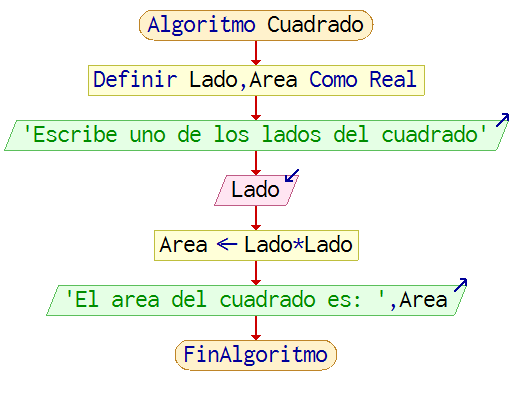 Algoritmo Cuadrado
Definir Lado,Area Como Real
'Escribe uno de los lados del cuadrado'
Lado
Area ← Lado*Lado
'El area del cuadrado es: ',Area
FinAlgoritmo